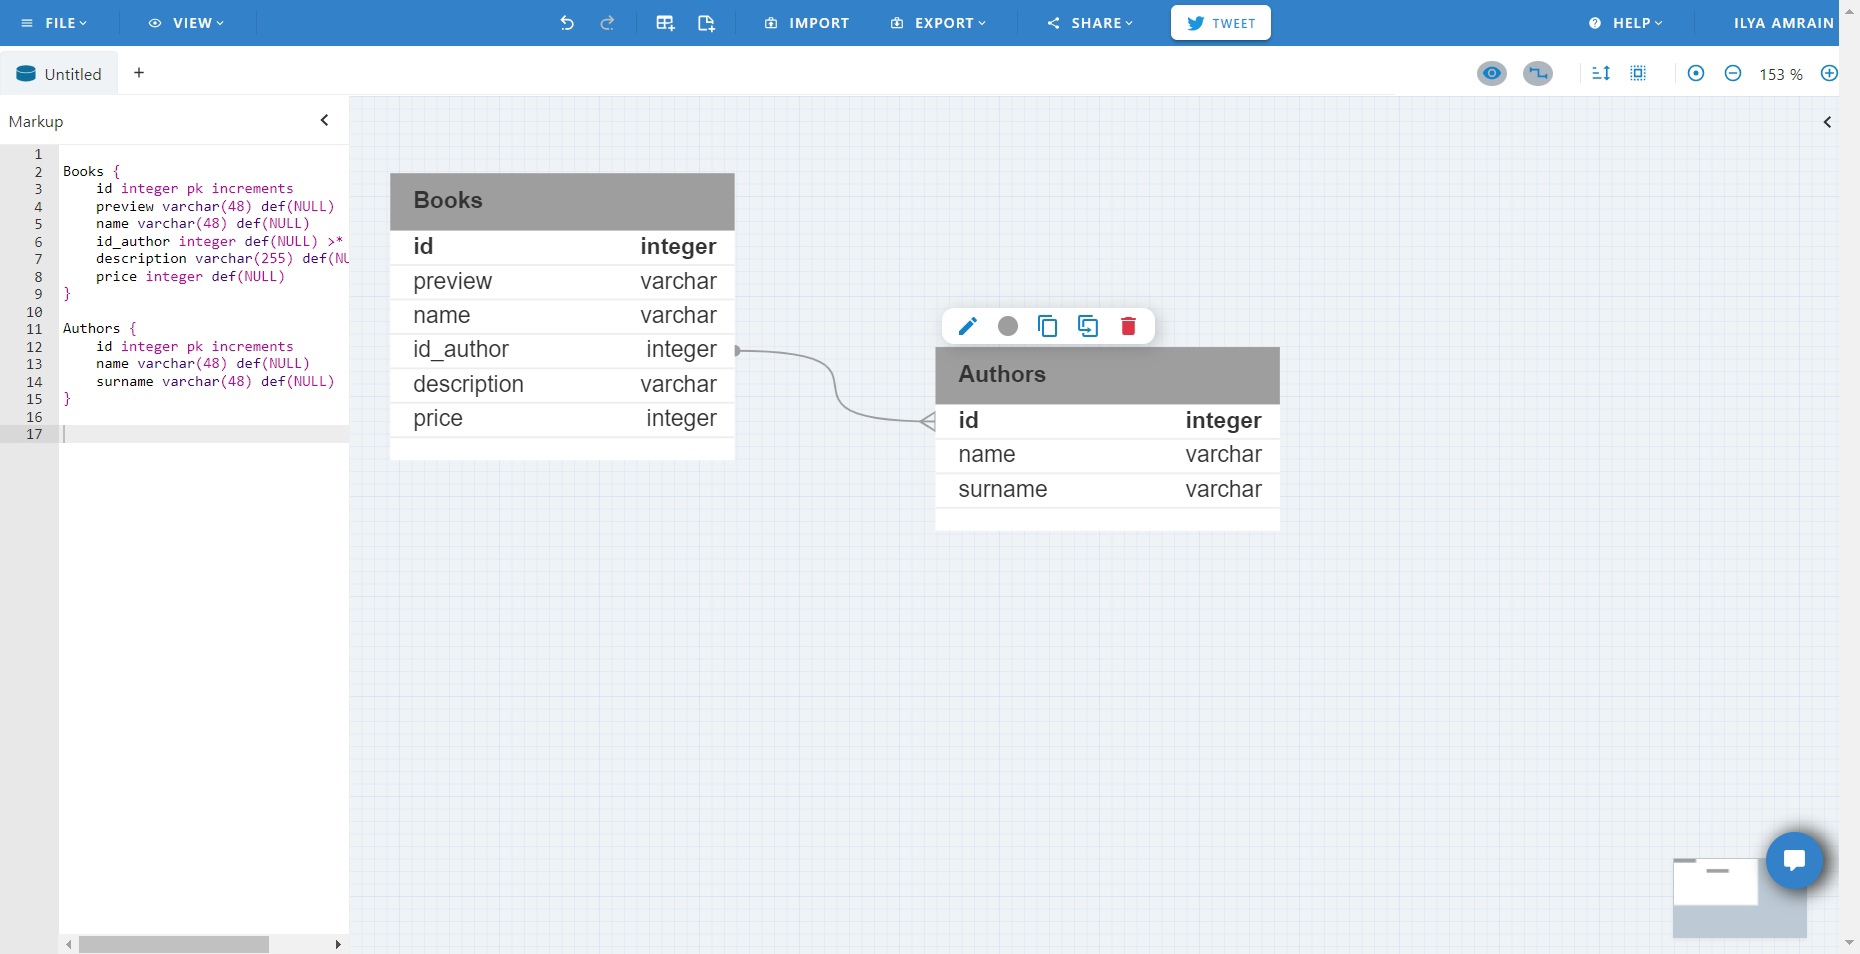 FILE VIEW IMPORT EXPORT SHARE TWEET HELP ILYA AMRAIN
Untitled + 153 %
Markup
1
2 Books {
3 id integer pk increments
4 preview varchar(48) def(NULL)
5 name varchar(48) def(NULL)
6 id_author integer def(NULL) >*
7 description varchar(255) def(NU
8 price integer def(NULL)
9 }
10
11 Authors {
12 id integer pk increments
13 name varchar(48) def(NULL)
14 surname varchar(48) def(NULL)
15 }
16
17
Books
id integer
preview varchar
name varchar
id_author integer
description varchar
price integer
Authors
id integer
name varchar
surname varchar